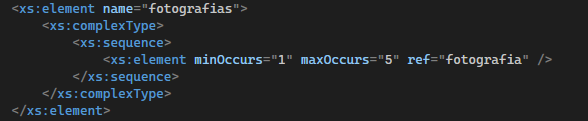 <xs:element name="fotografias">
<xs:complexType>
<xs:sequence>
<xs:element minOccurs="1" maxOccurs="5" ref="fotografia" />
</xs:sequence>
</xs:complexType>
</xs:element>